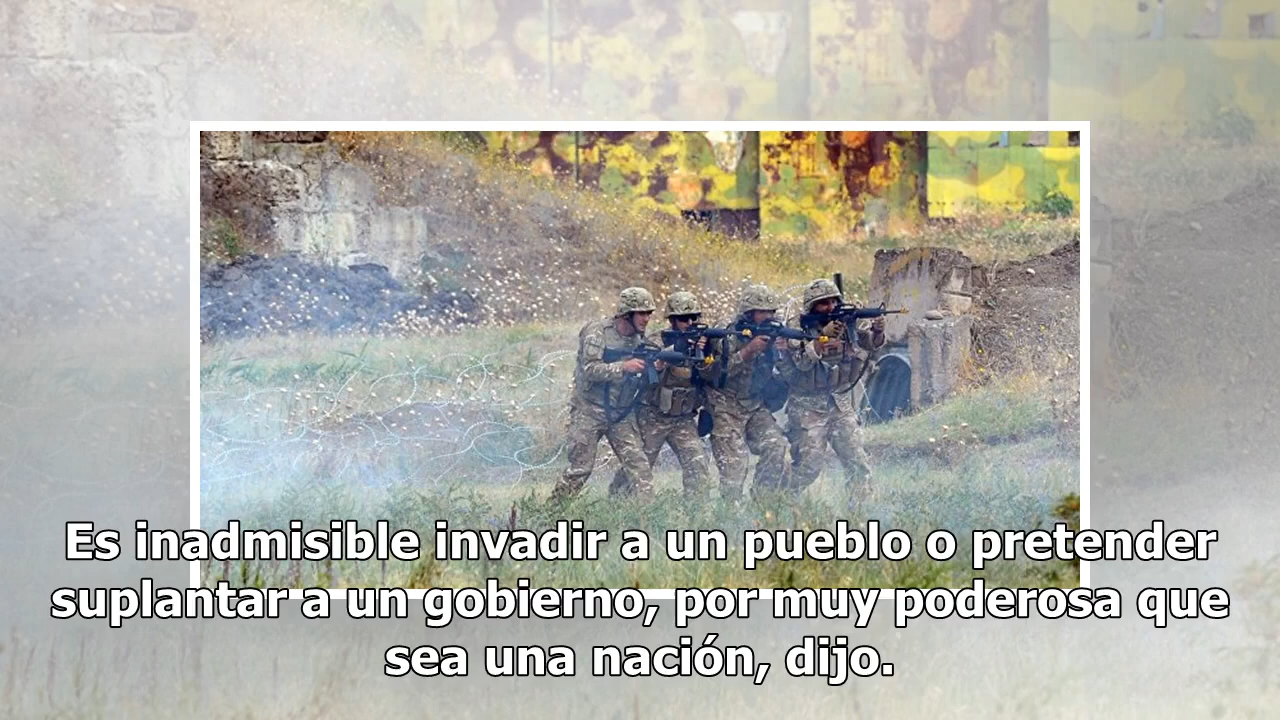 Es inadmisible invadir a un pueblo o pretender
suplantar a un gobierno, por muy poderosa que
sea una nación, dijo.